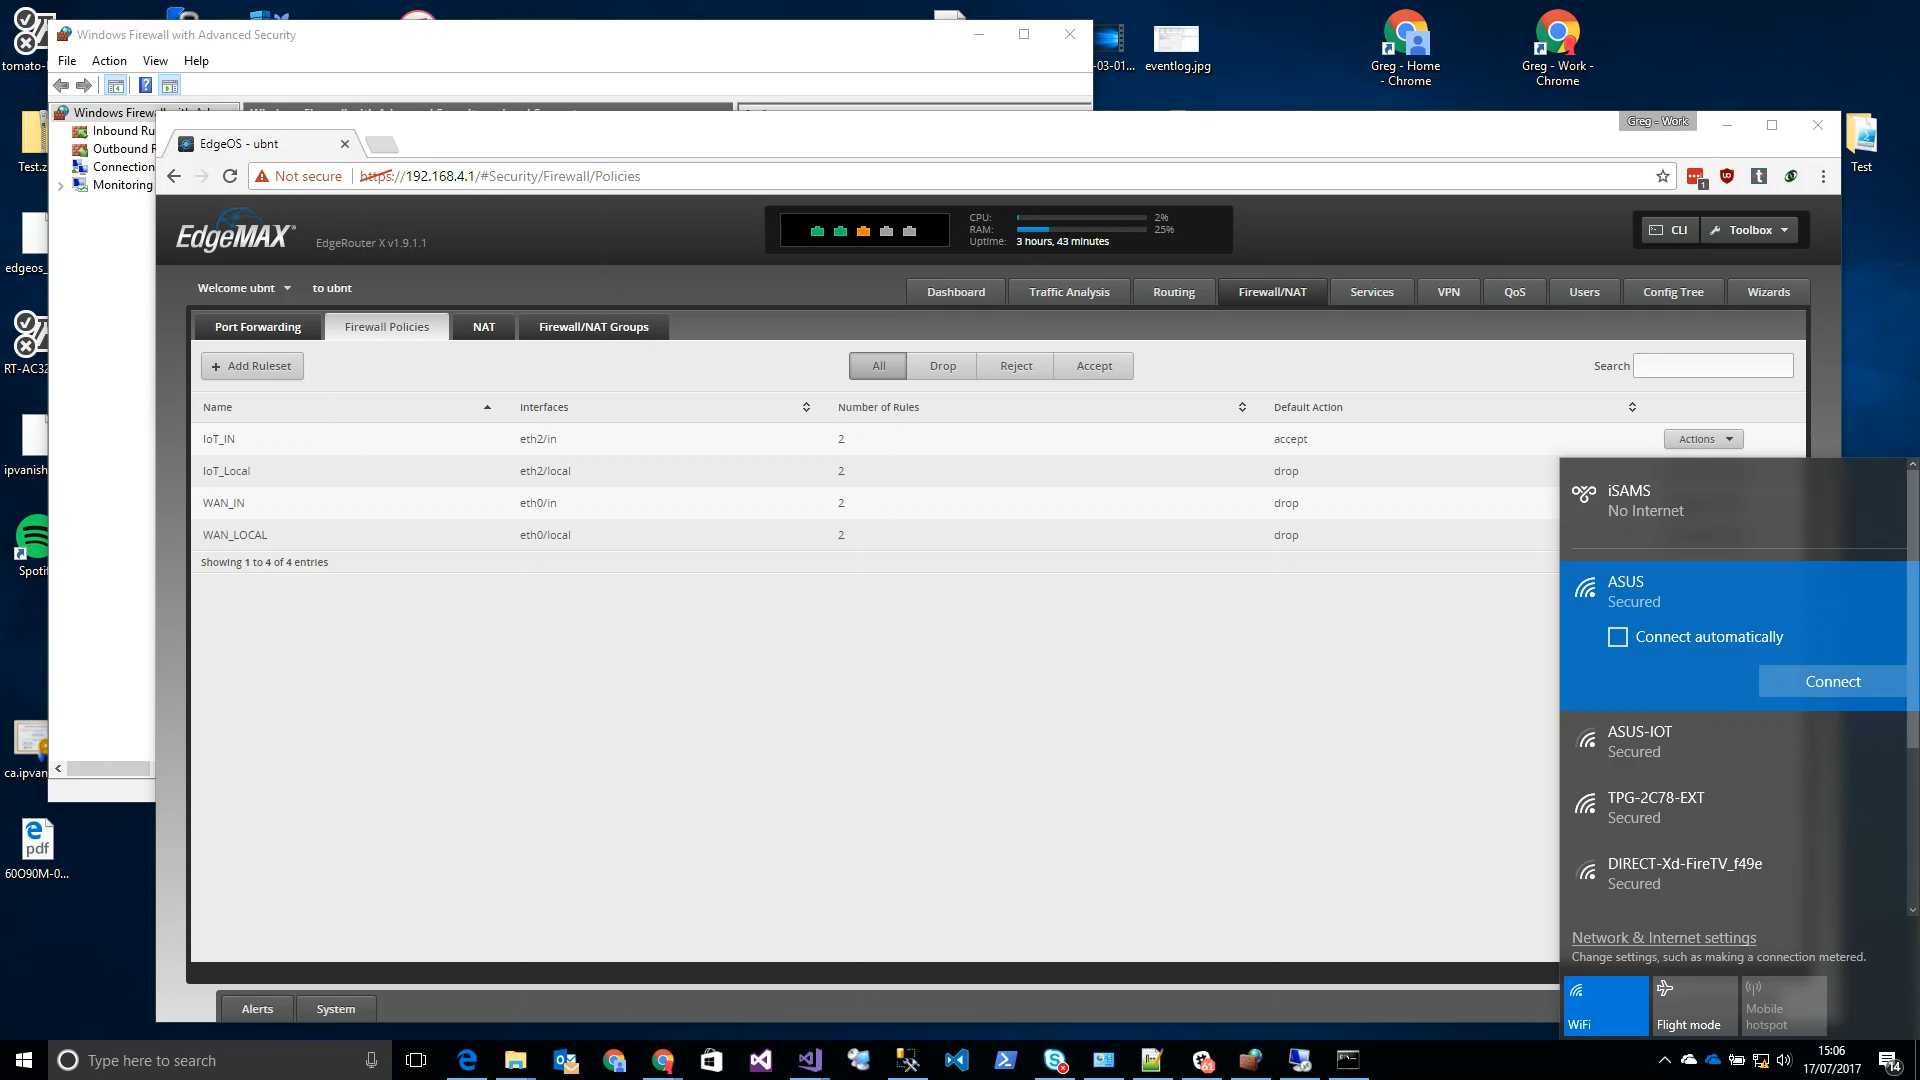 tomato-
Test.z
edgeos_
RT-AC32
ipvanish
Spotif
ca.ipvan
pdf
60O90M-0...
Windows Firewall with Advanced Security
File Action View Help
Windows Firewa
Inbound Ru
Outbound R
Connection
Monitoring
-03-01...
eventlog.jpg
Greg - Home
- Chrome
Greg - Work -
Chrome
Test
Greg - Work
EdgeOS - ubnt
Not secure https://192.168.4.1/#Security/Firewall/Policies
1
EdgeMAX
EdgeRouter X v1.9.1.1
CPU: 2%
RAM: 25%
Uptime: 3 hours, 43 minutes
CLI Toolbox
Welcome ubnt to ubnt
Dashboard Traffic Analysis Routing Firewall/NAT Services VPN QoS Users Config Tree Wizards
Port Forwarding Firewall Policies NAT Firewall/NAT Groups
+ Add Ruleset
All Drop Reject Accept
Search
Name Interfaces Number of Rules Default Action
IoT_IN eth2/in 2 accept Actions
IoT_Local eth2/local 2 drop
WAN_IN eth0/in 2 drop
WAN_LOCAL eth0/local 2 drop
Showing 1 to 4 of 4 entries
Alerts System
iSAMS
No Internet
ASUS
Secured
Connect automatically
Connect
ASUS-IOT
Secured
TPG-2C78-EXT
Secured
DIRECT-Xd-FireTV_f49e
Secured
Network & Internet settings
Change settings, such as making a connection metered.
WiFi
Flight mode
Mobile
hotspot
Type here to search
61
15:06
17/07/2017
14